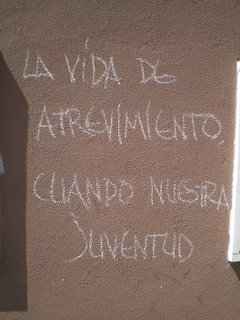 LA VIDA DE
ATREVIMIENTO,
CUANDO NUESTRA
JUVENTUD